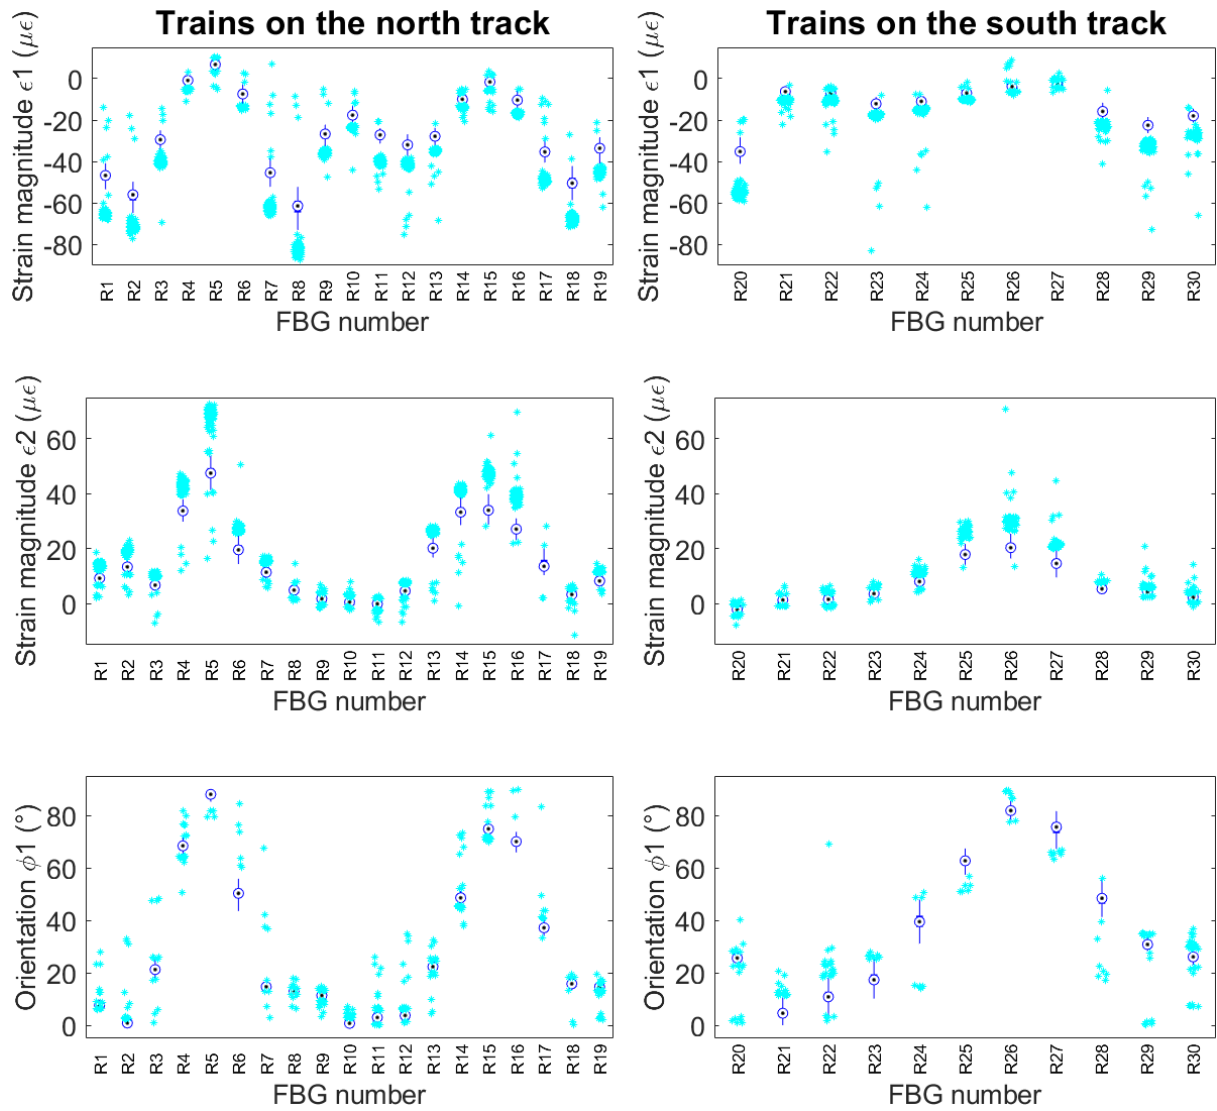 Trains on the north track
Trains on the south track
Strain magnitude ϵ1 (μϵ)
0
-20
-40
-60
-80
R1 R2 R3 R4 R5 R6 R7 R8 R9 R10 R11 R12 R13 R14 R15 R16 R17 R18 R19
FBG number
Strain magnitude ϵ1 (μϵ)
0
-20
-40
-60
-80
R20 R21 R22 R23 R24 R25 R26 R27 R28 R29 R30
FBG number
Strain magnitude ϵ2 (μϵ)
60
40
20
0
R1 R2 R3 R4 R5 R6 R7 R8 R9 R10 R11 R12 R13 R14 R15 R16 R17 R18 R19
FBG number
Strain magnitude ϵ2 (μϵ)
60
40
20
0
R20 R21 R22 R23 R24 R25 R26 R27 R28 R29 R30
FBG number
Orientation ϕ1 (°)
80
60
40
20
0
R1 R2 R3 R4 R5 R6 R7 R8 R9 R10 R11 R12 R13 R14 R15 R16 R17 R18 R19
FBG number
Orientation ϕ1 (°)
80
60
40
20
0
R20 R21 R22 R23 R24 R25 R26 R27 R28 R29 R30
FBG number